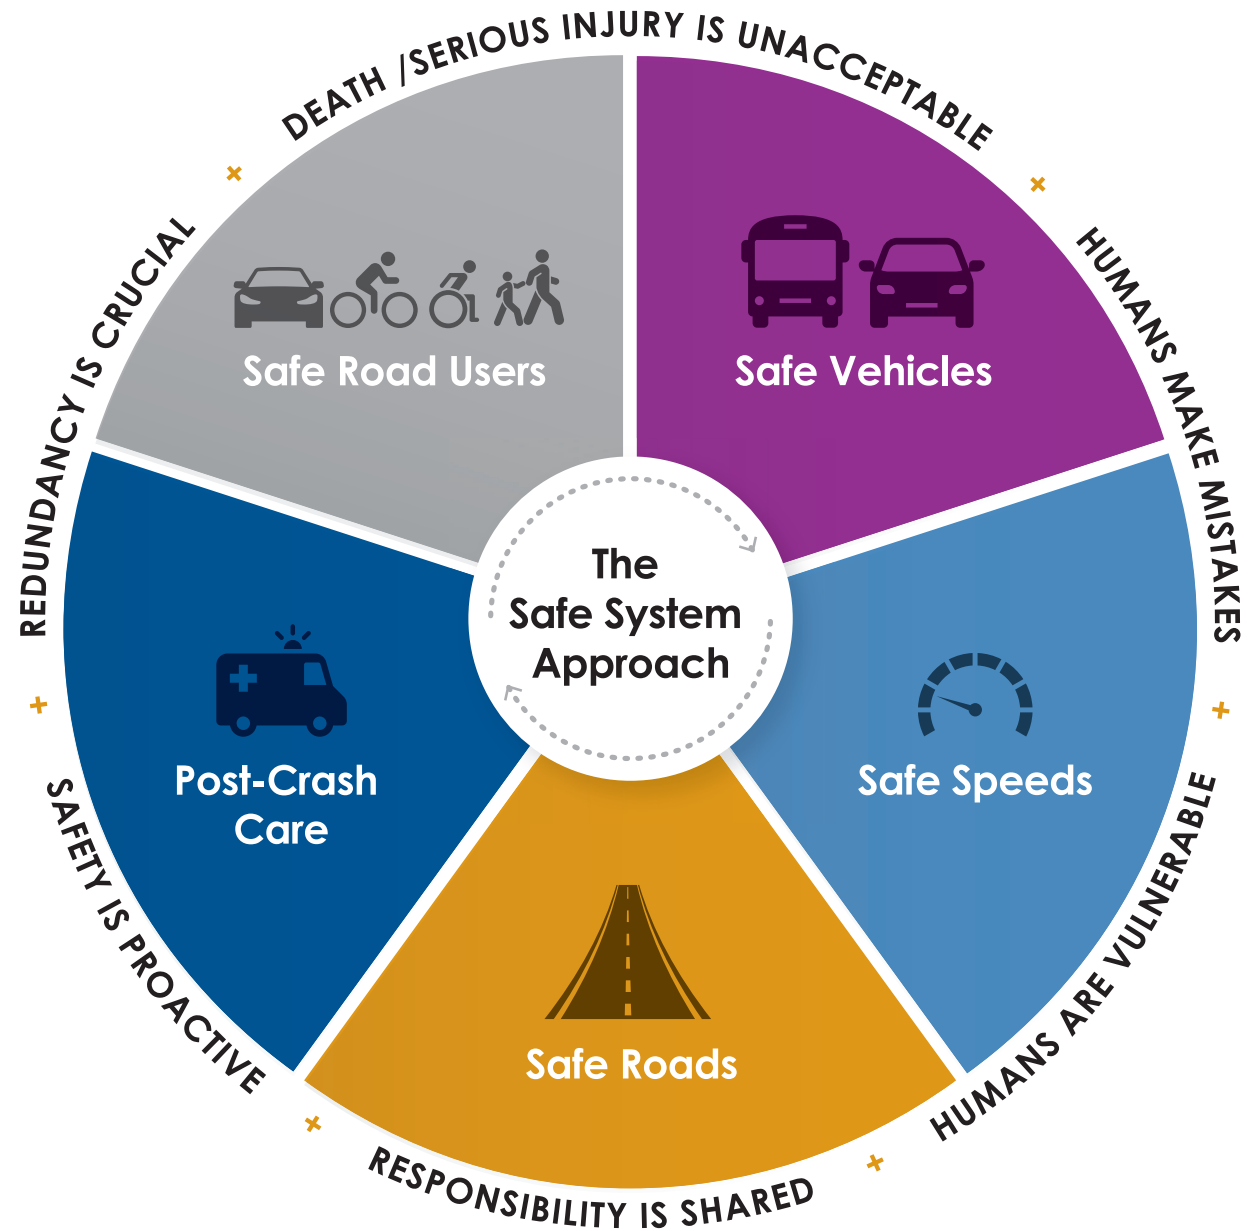 DEATH /SERIOUS INJURY IS UNACCEPTABLE
HUMANS MAKE MISTAKES
HUMANS ARE VULNERABLE
RESPONSIBILITY IS SHARED
SAFETY IS PROACTIVE
REDUNDANCY IS CRUCIAL
Safe Road Users
Safe Vehicles
The
Safe System
Approach
Post-Crash
Care
Safe Speeds
Safe Roads